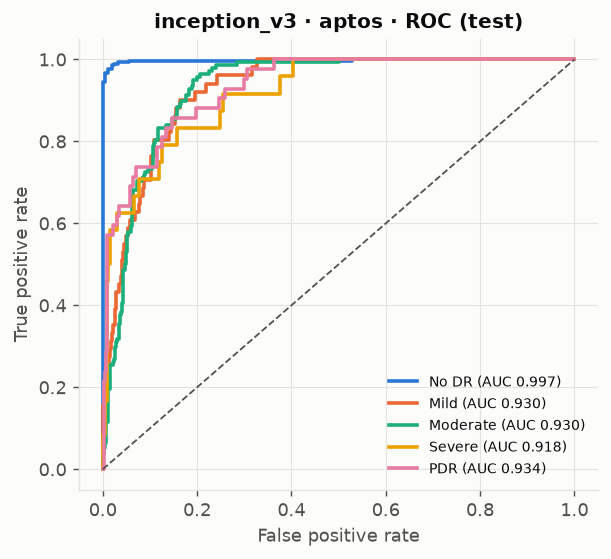 inception_v3 · aptos · ROC (test)
True positive rate
1.0
0.8
0.6
0.4
0.2
0.0
No DR (AUC 0.997)
Mild (AUC 0.930)
Moderate (AUC 0.930)
Severe (AUC 0.918)
PDR (AUC 0.934)
0.0 0.2 0.4 0.6 0.8 1.0
False positive rate